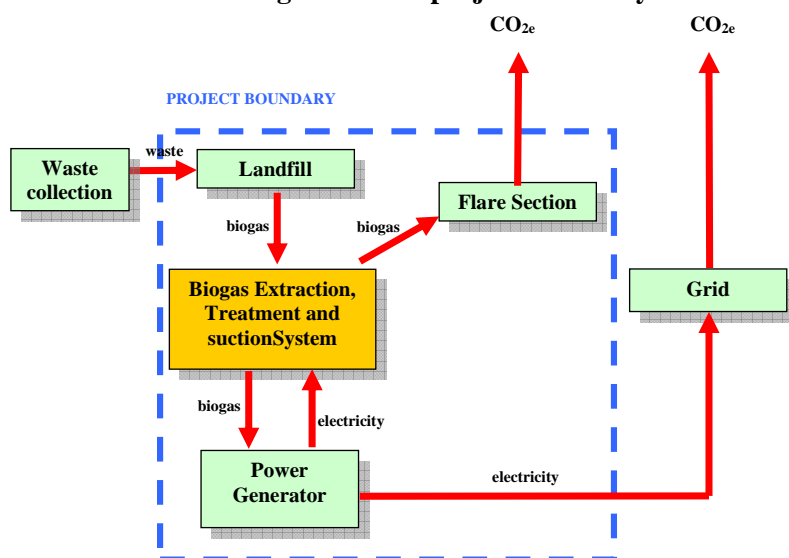 CO2e
CO2e
PROJECT BOUNDARY
Waste
collection
waste
Landfill
Flare Section
biogas
biogas
Biogas Extraction,
Treatment and
suctionSystem
Grid
biogas
electricity
Power
Generator
electricity